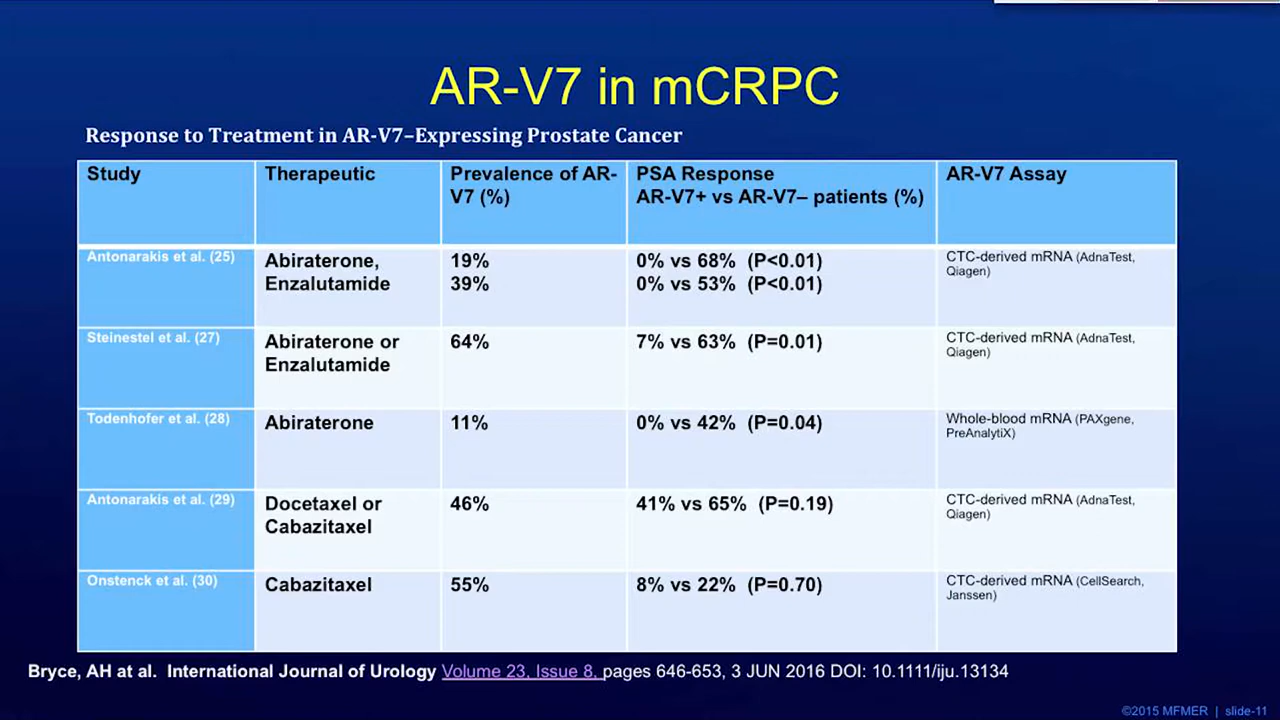 AR-V7 in mCRPC
Response to Treatment in AR-V7–Expressing Prostate Cancer
Study
Therapeutic
Prevalence of AR-
V7 (%)
PSA Response
AR-V7+ vs AR-V7– patients (%)
AR-V7 Assay
Antonarakis et al. (25)
Abiraterone,
Enzalutamide
19%
39%
0% vs 68% (P<0.01)
0% vs 53% (P<0.01)
CTC-derived mRNA (AdnaTest,
Qiagen)
Steinestel et al. (27)
Abiraterone or
Enzalutamide
64%
7% vs 63% (P=0.01)
CTC-derived mRNA (AdnaTest,
Qiagen)
Todenhofer et al. (28)
Abiraterone
11%
0% vs 42% (P=0.04)
Whole-blood mRNA (PAXgene,
PreAnalytiX)
Antonarakis et al. (29)
Docetaxel or
Cabazitaxel
46%
41% vs 65% (P=0.19)
CTC-derived mRNA (AdnaTest,
Qiagen)
Onstenck et al. (30)
Cabazitaxel
55%
8% vs 22% (P=0.70)
CTC-derived mRNA (CellSearch,
Janssen)
Bryce, AH at al. International Journal of Urology Volume 23, Issue 8, pages 646-653, 3 JUN 2016 DOI: 10.1111/iju.13134
©2015 MFMER | slide-11